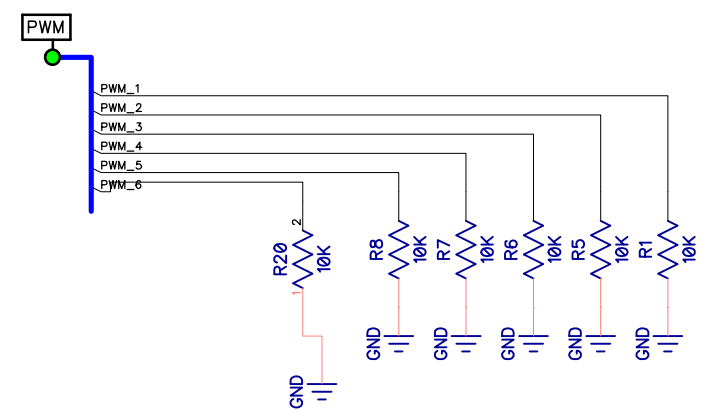 PWM
PWM_1
PWM_2
PWM_3
PWM_4
PWM_5
PWM_6
2
R20
10K
1
GND
R8
10K
GND
R7
10K
GND
R6
10K
GND
R5
10K
GND
R1
10K
GND